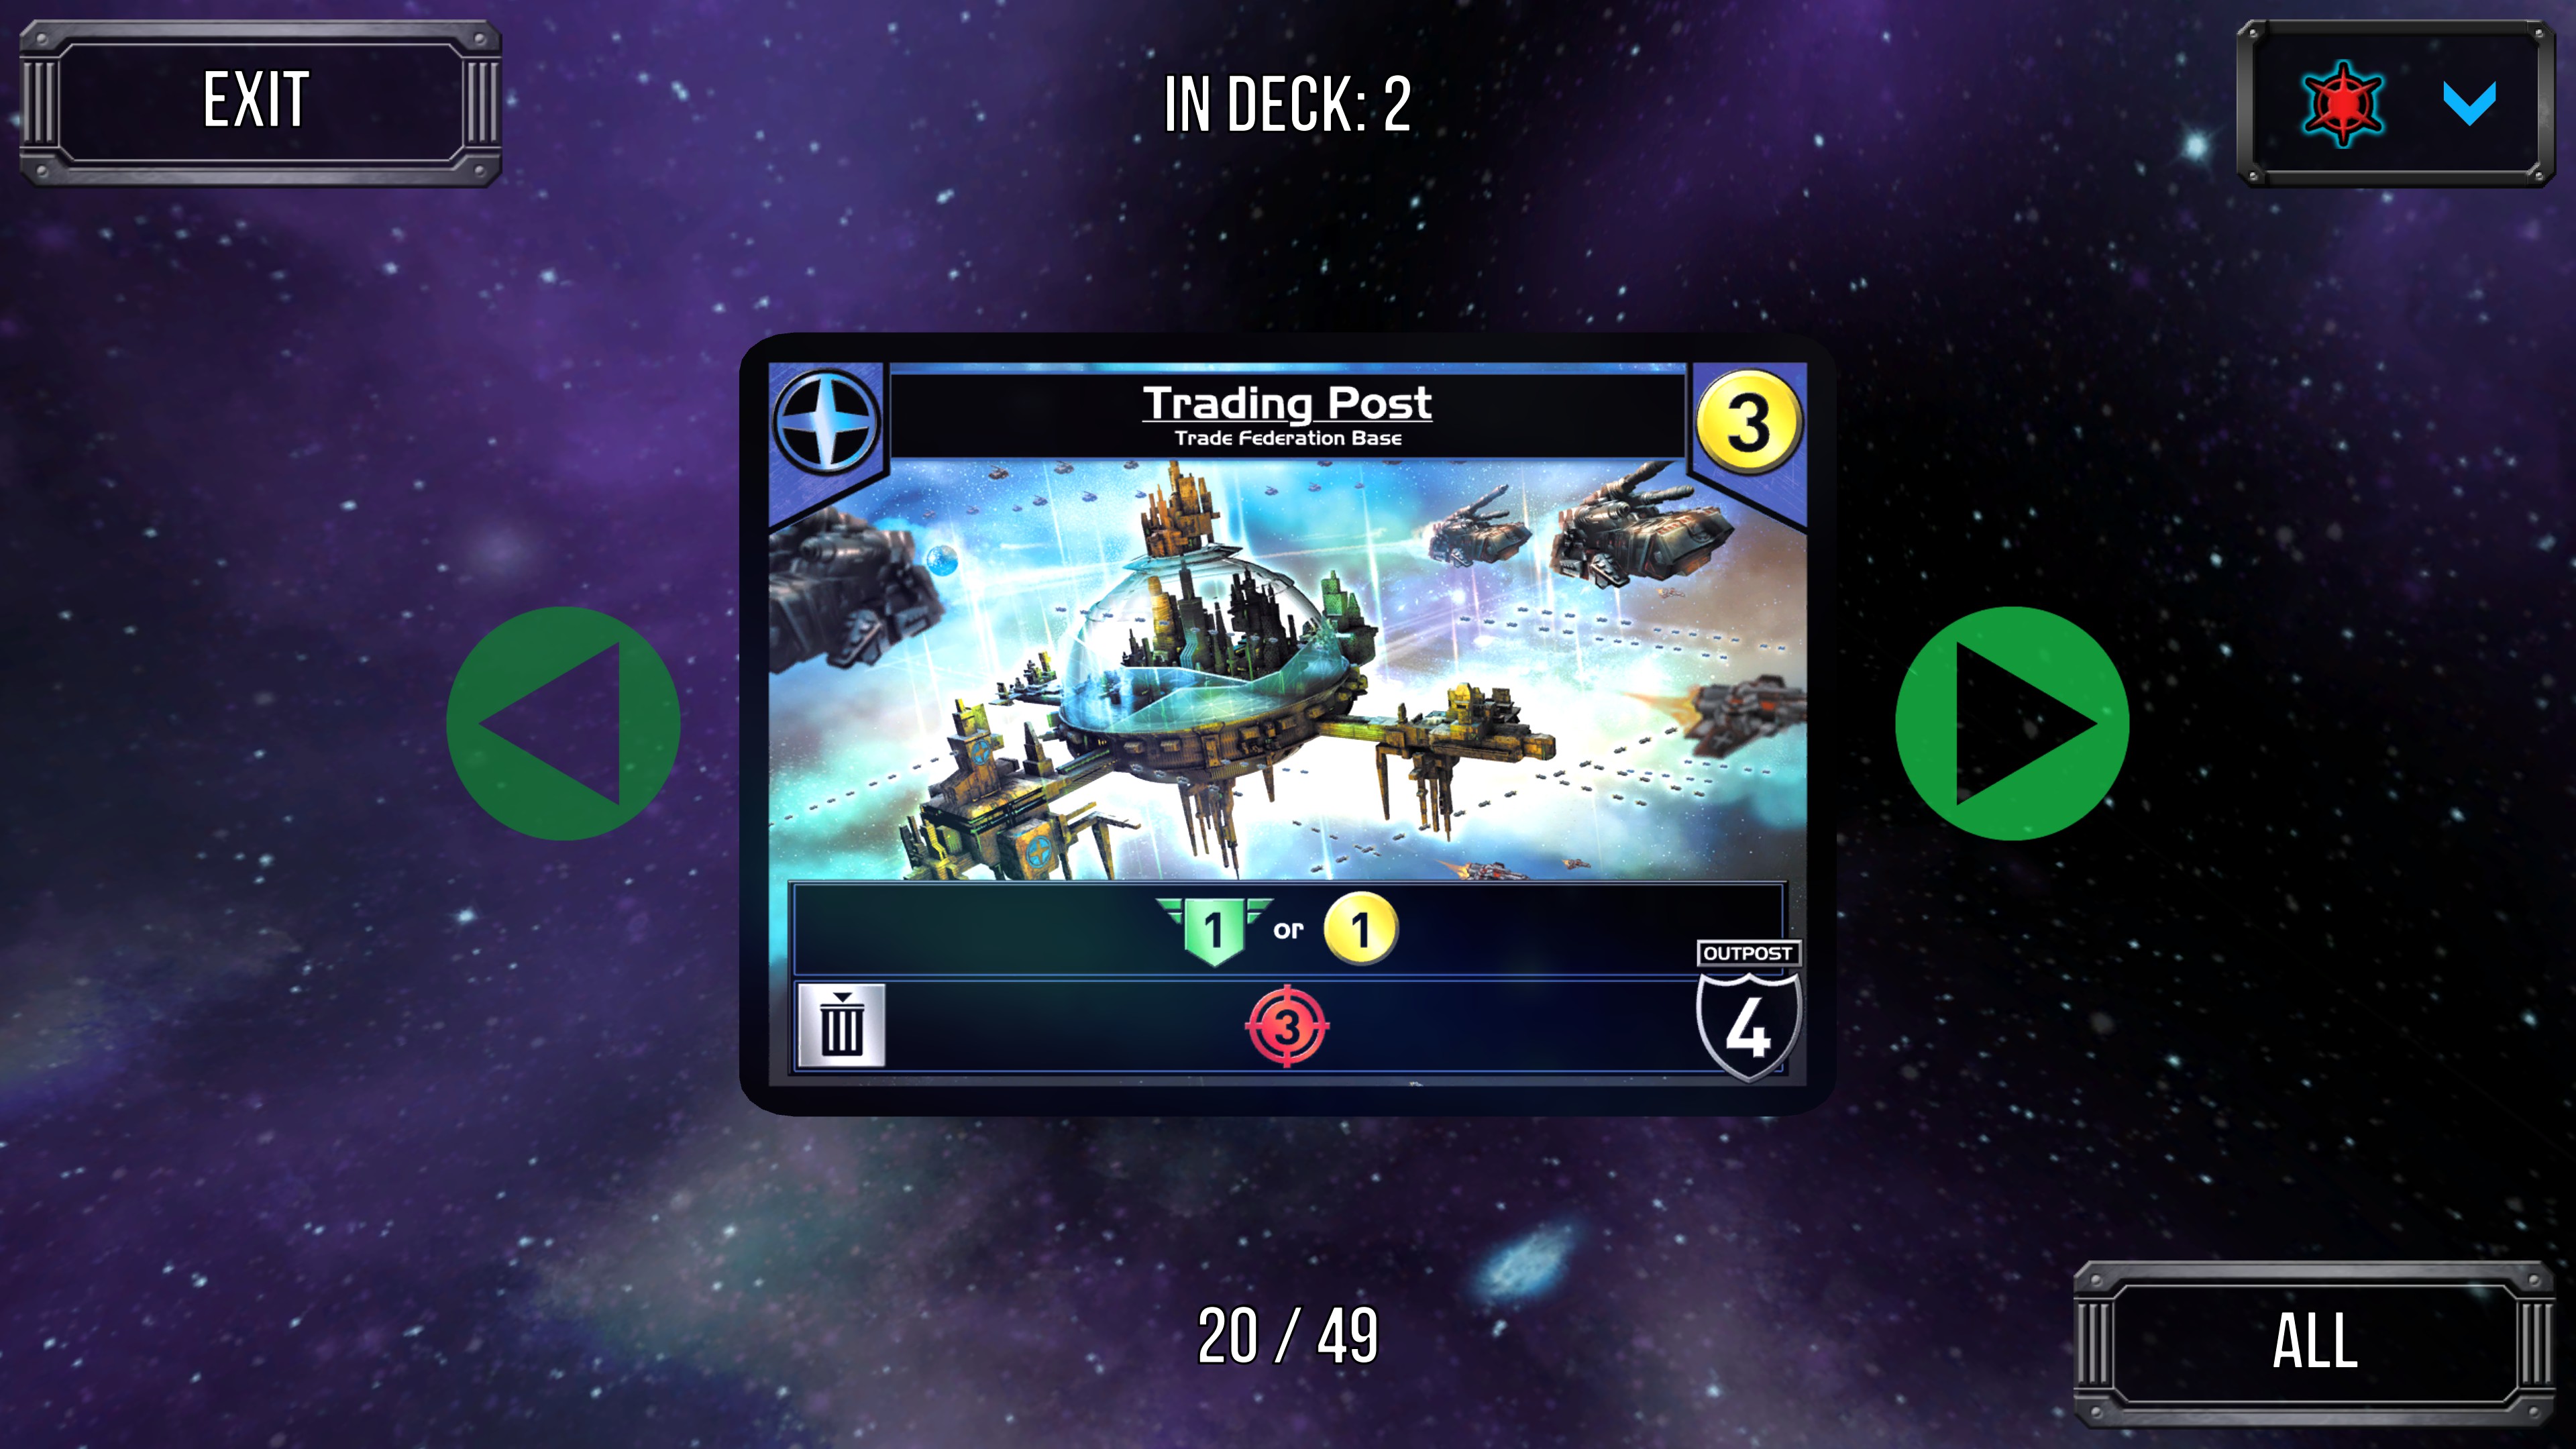 EXIT
IN DECK: 2
Trading Post
3
Trade Federation Base
1 or 1
OUTPOST
3
4
20 / 49
ALL